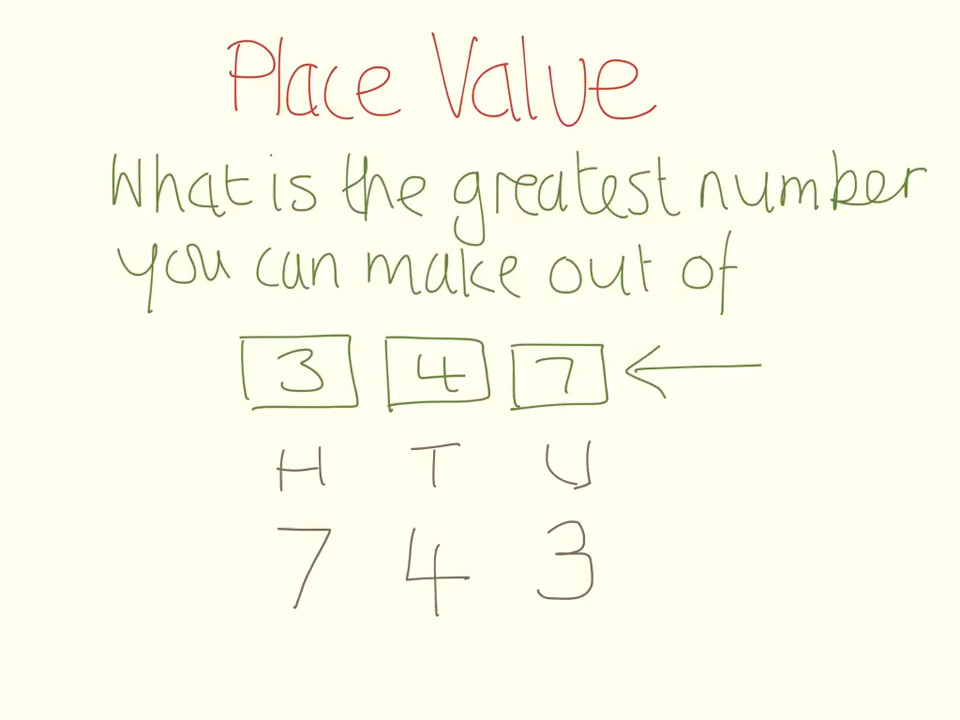 Place Value
What is the greatest number
you can make out of
3 4 7
H T U
7 4 3